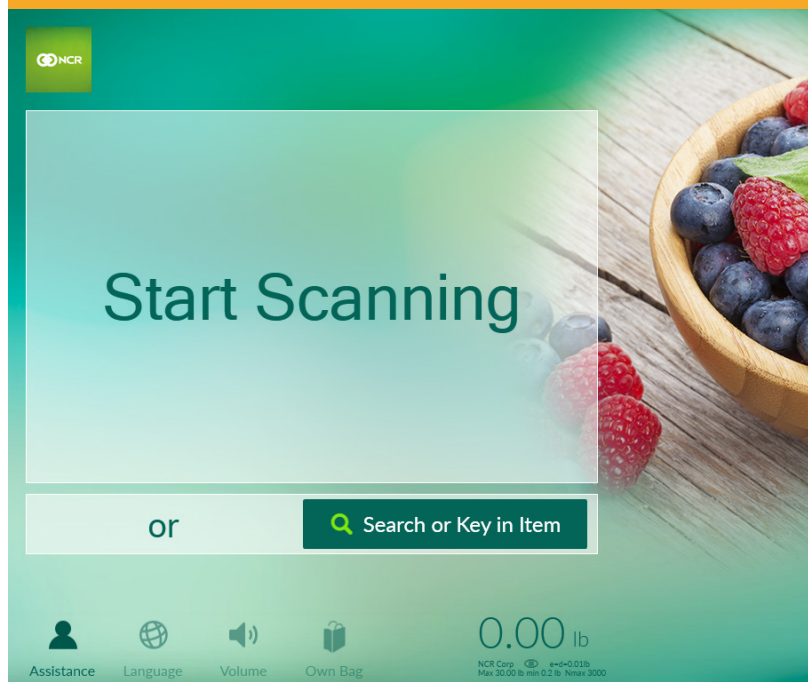 NCR
Start Scanning
or
Search or Key in Item
0.00 lb
Assistance
Language
Volume
Own Bag
NCR Corp e=d=0.01lb
Max 30.00 lb min 0.2 lb Nmax 3000